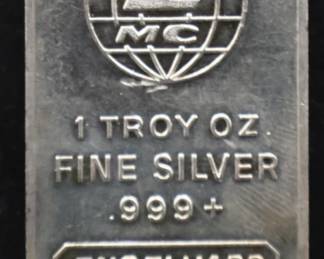 MC
1 TROY OZ.
FINE SILVER
.999+